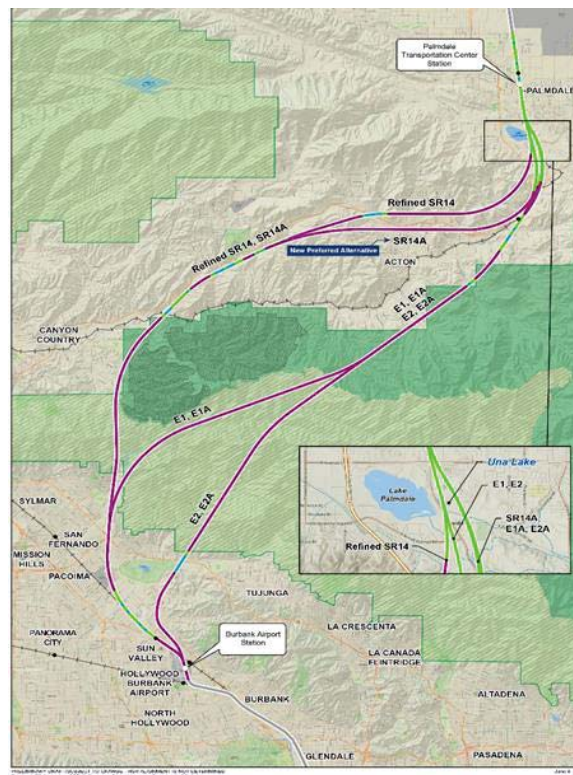 Palmdale
Transportation Center
Station
PALMDALE
Refined SR14
Refined SR14, SR14A
New Preferred Alternative
SR14A
ACTON
E1, E1A
E2, E2A
CANYON
COUNTRY
E1, E1A
E2, E2A
Una Lake
Lake
Palmdale
E1, E2
SR14A
E1A, E2A
Refined SR14
SYLMAR
SAN
FERNANDO
MISSION
HILLS
PACOIMA
TUJUNGA
PANORAMA
CITY
SUN
VALLEY
Burbank Airport
Station
LA CRESCENTA
LA CANADA
FLINTRIDGE
HOLLYWOOD
BURBANK
AIRPORT
BURBANK
ALTADENA
NORTH
HOLLYWOOD
GLENDALE
PASADENA